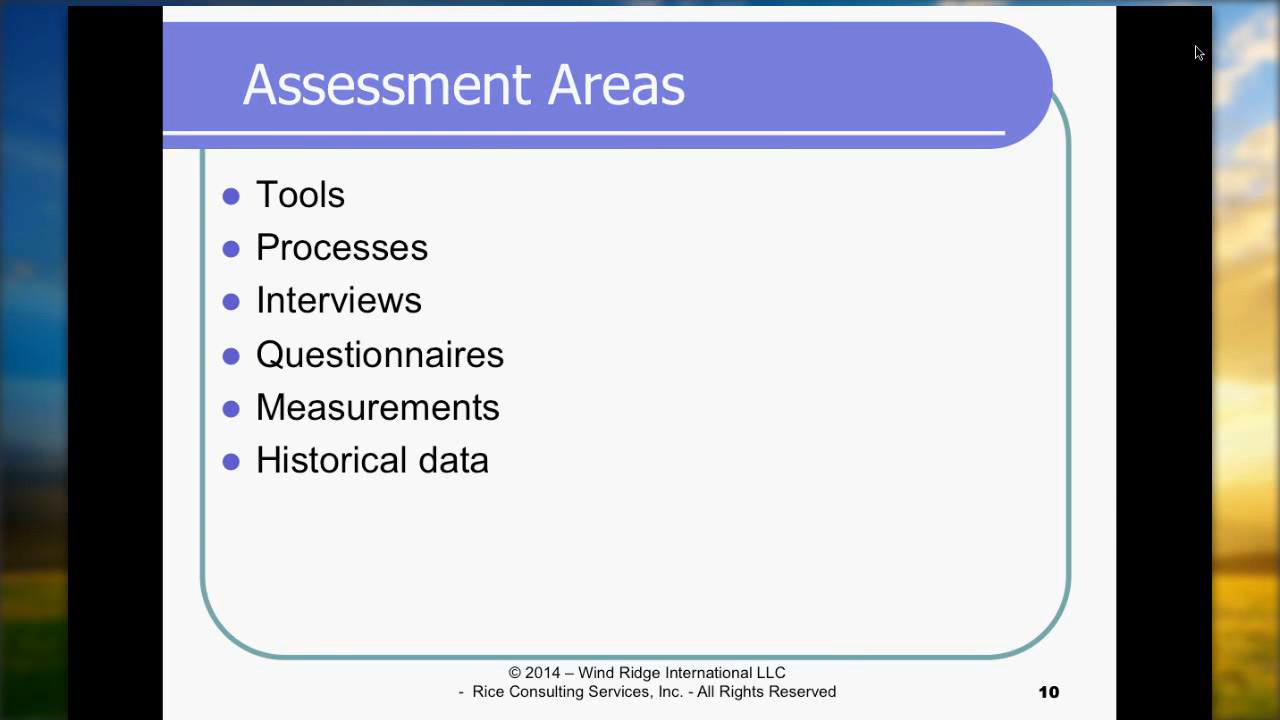 Assessment Areas
Tools
Processes
Interviews
Questionnaires
Measurements
Historical data
© 2014 – Wind Ridge International LLC
- Rice Consulting Services, Inc. - All Rights Reserved
10